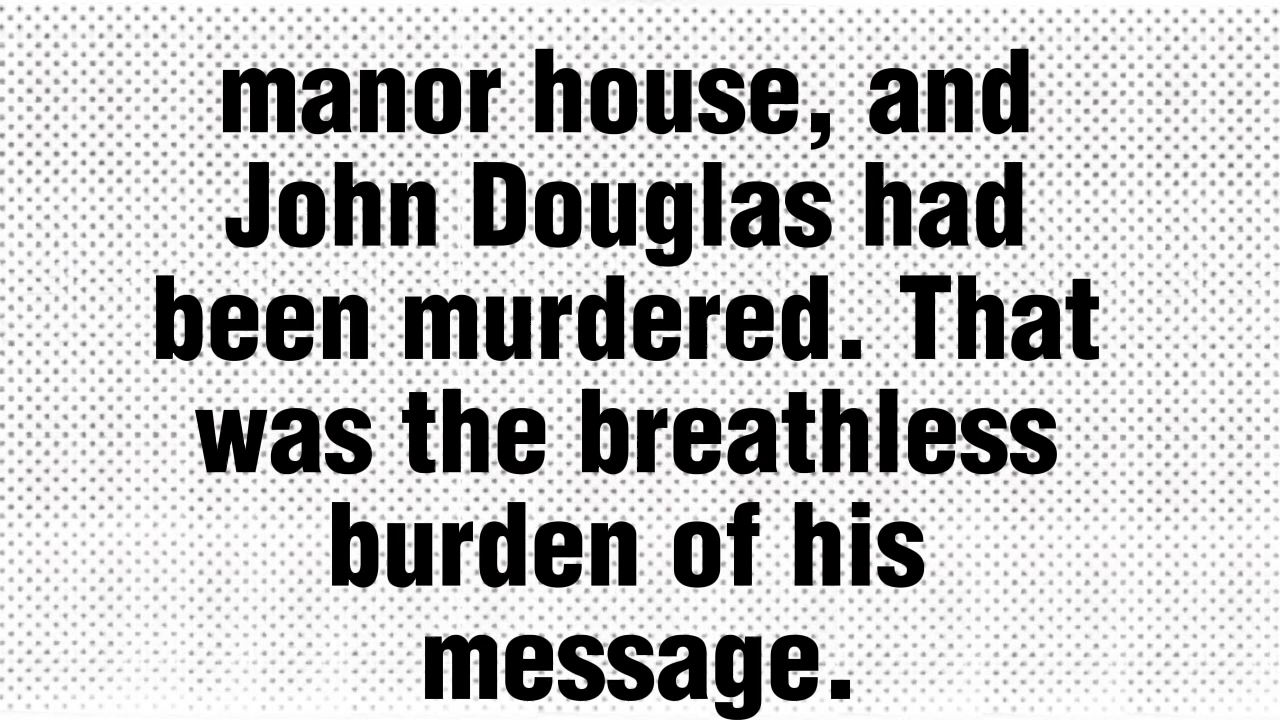 manor house, and
John Douglas had
been murdered. That
was the breathless
burden of his
message.